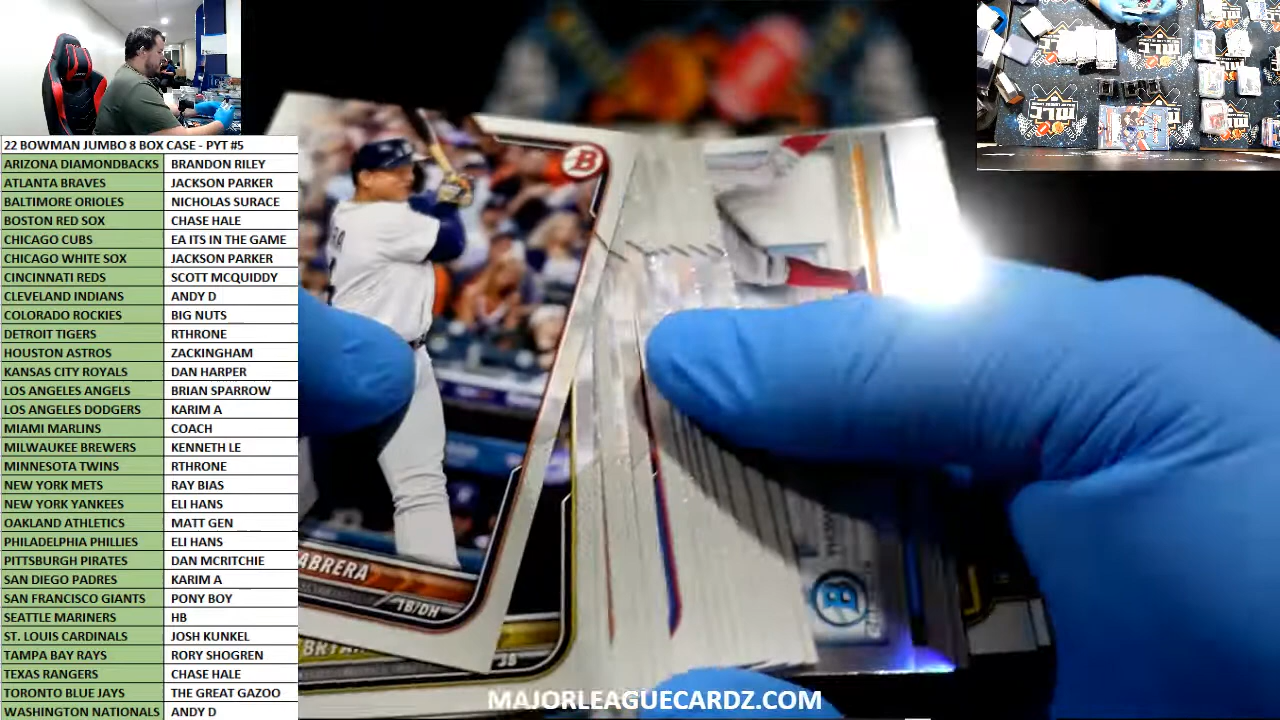 22 BOWMAN JUMBO 8 BOX CASE - PYT #5
ARIZONA DIAMONDBACKS BRANDON RILEY
ATLANTA BRAVES JACKSON PARKER
BALTIMORE ORIOLES NICHOLAS SURACE
BOSTON RED SOX CHASE HALE
CHICAGO CUBS EA ITS IN THE GAME
CHICAGO WHITE SOX JACKSON PARKER
CINCINNATI REDS SCOTT MCQUIDDY
CLEVELAND INDIANS ANDY D
COLORADO ROCKIES BIG NUTS
DETROIT TIGERS RTHRONE
HOUSTON ASTROS ZACKINGHAM
KANSAS CITY ROYALS DAN HARPER
LOS ANGELES ANGELS BRIAN SPARROW
LOS ANGELES DODGERS KARIM A
MIAMI MARLINS COACH
MILWAUKEE BREWERS KENNETH LE
MINNESOTA TWINS RTHRONE
NEW YORK METS RAY BIAS
NEW YORK YANKEES ELI HANS
OAKLAND ATHLETICS MATT GEN
PHILADELPHIA PHILLIES ELI HANS
PITTSBURGH PIRATES DAN MCRITCHIE
SAN DIEGO PADRES KARIM A
SAN FRANCISCO GIANTS PONY BOY
SEATTLE MARINERS HB
ST. LOUIS CARDINALS JOSH KUNKEL
TAMPA BAY RAYS RORY SHOGREN
TEXAS RANGERS CHASE HALE
TORONTO BLUE JAYS THE GREAT GAZOO
WASHINGTON NATIONALS ANDY D
B
ABRERA
1B/DH
BRYAN
3B
B
MAJORLEAGUECARDZ.COM